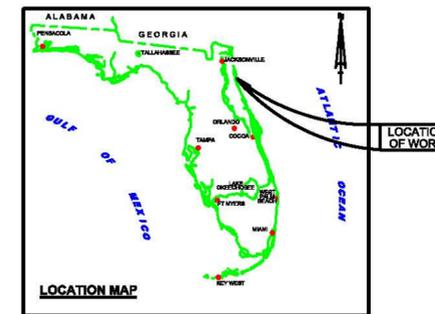 ALABAMA
GEORGIA
PENSACOLA
TALLAHASSEE
JACKSONVILLE
ATLANTIC
OCEAN
LOCATIO
OF WOR
ORLANDO
COCOA
TAMPA
GULF
OF
MEXICO
LAKE
OKEECHOBEE
WEST
PALM
BEACH
FT MYERS
MIAMI
KEY WEST
LOCATION MAP